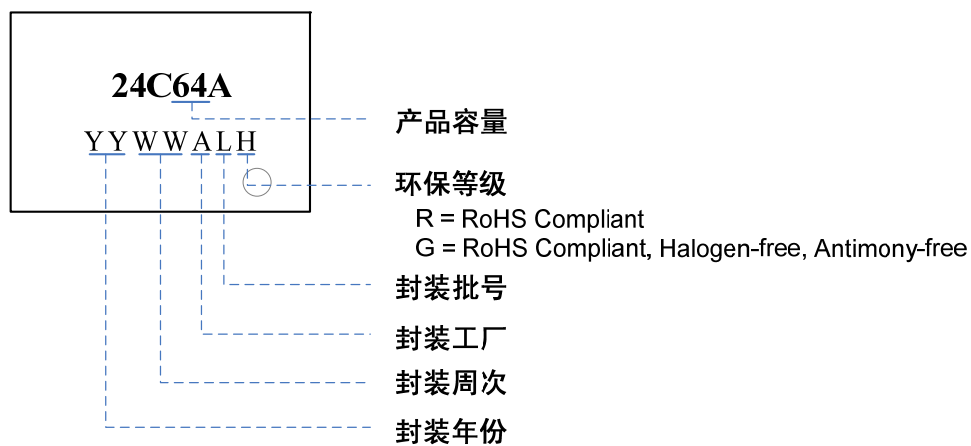 24C64A
YYWWALH
产品容量
环保等级
R = RoHS Compliant
G = RoHS Compliant, Halogen-free, Antimony-free
封装批号
封装工厂
封装周次
封装年份